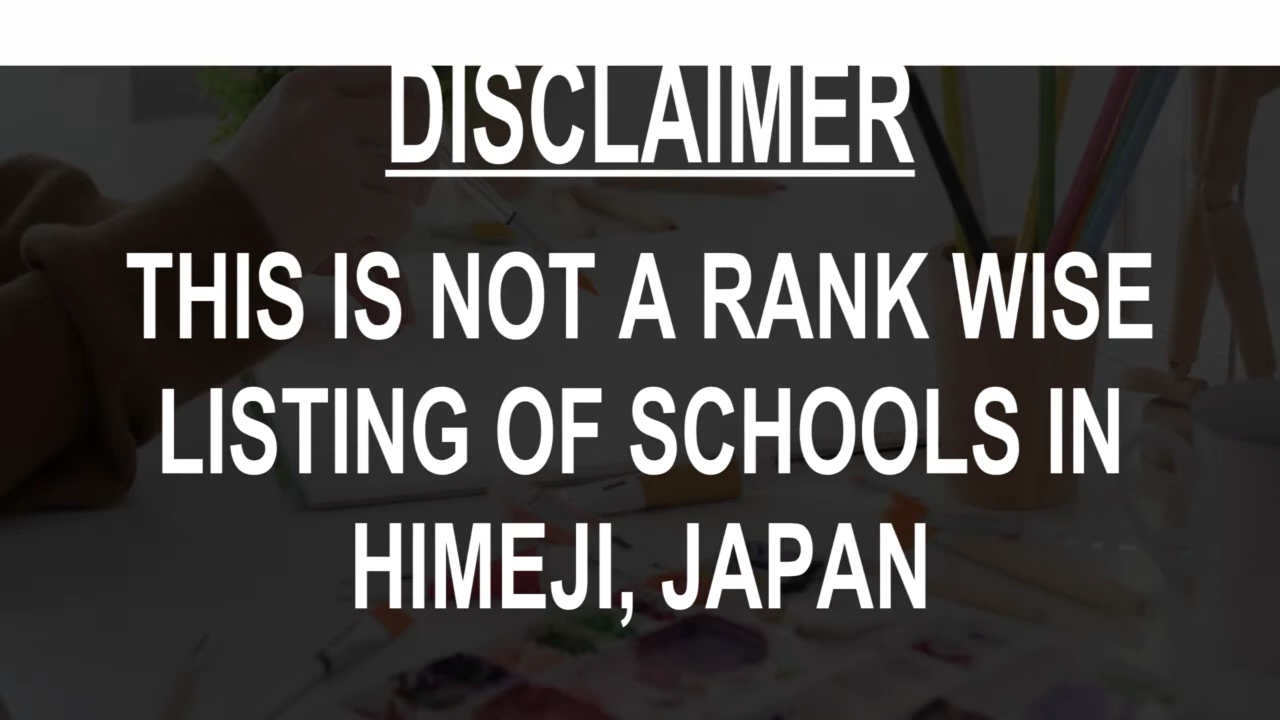 DISCLAIMER
THIS IS NOT A RANK WISE
LISTING OF SCHOOLS IN
HIMEJI, JAPAN